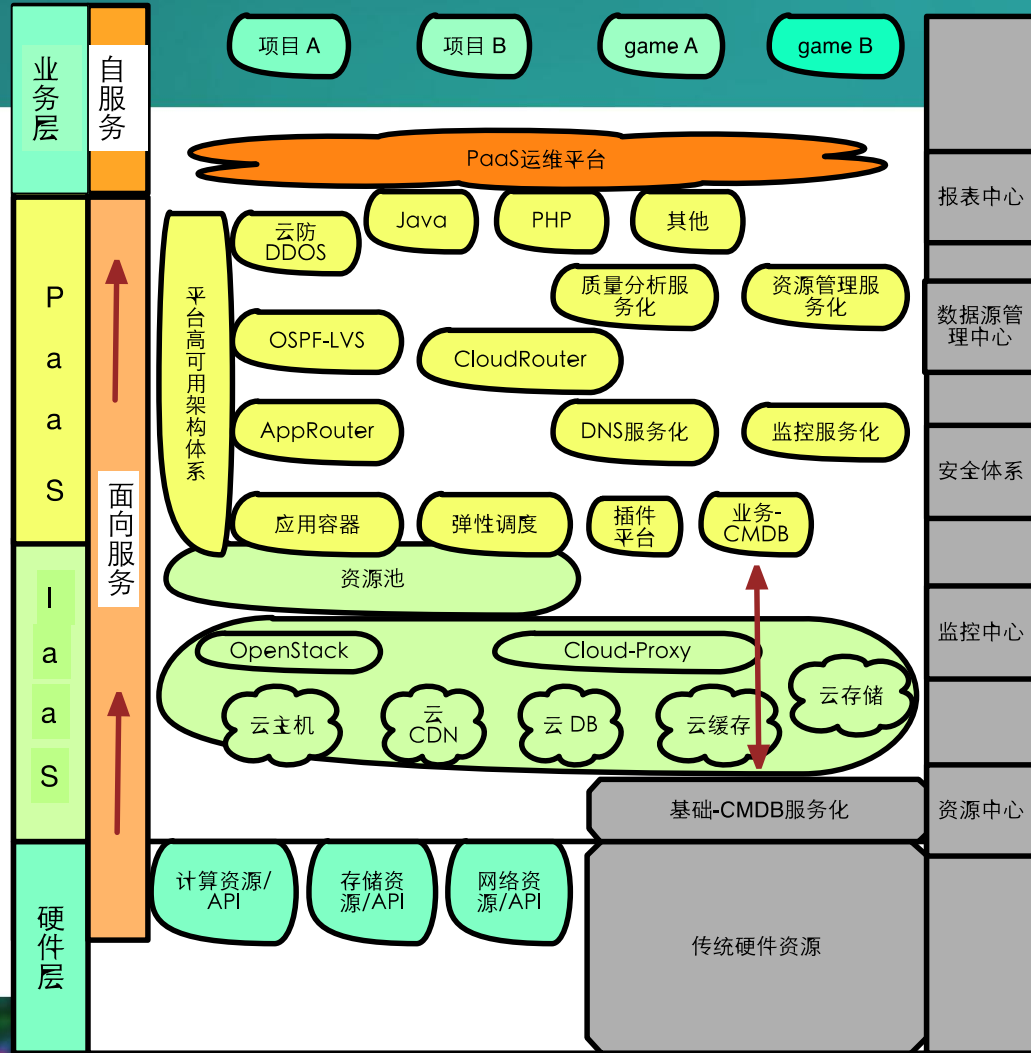 业务层
自服务
项目 A
项目 B
game A
game B
PaaS运维平台
报表中心
PaaS
平台高可用架构体系
云防
DDOS
Java
PHP
其他
质量分析服
务化
资源管理服
务化
数据源管
理中心
OSPF-LVS
CloudRouter
AppRouter
DNS服务化
监控服务化
安全体系
面向服务
应用容器
弹性调度
插件
平台
业务-
CMDB
资源池
IaaS
OpenStack
Cloud-Proxy
监控中心
云主机
云
CDN
云 DB
云缓存
云存储
基础-CMDB服务化
资源中心
硬件层
计算资源/
API
存储资
源/API
网络资
源/API
传统硬件资源